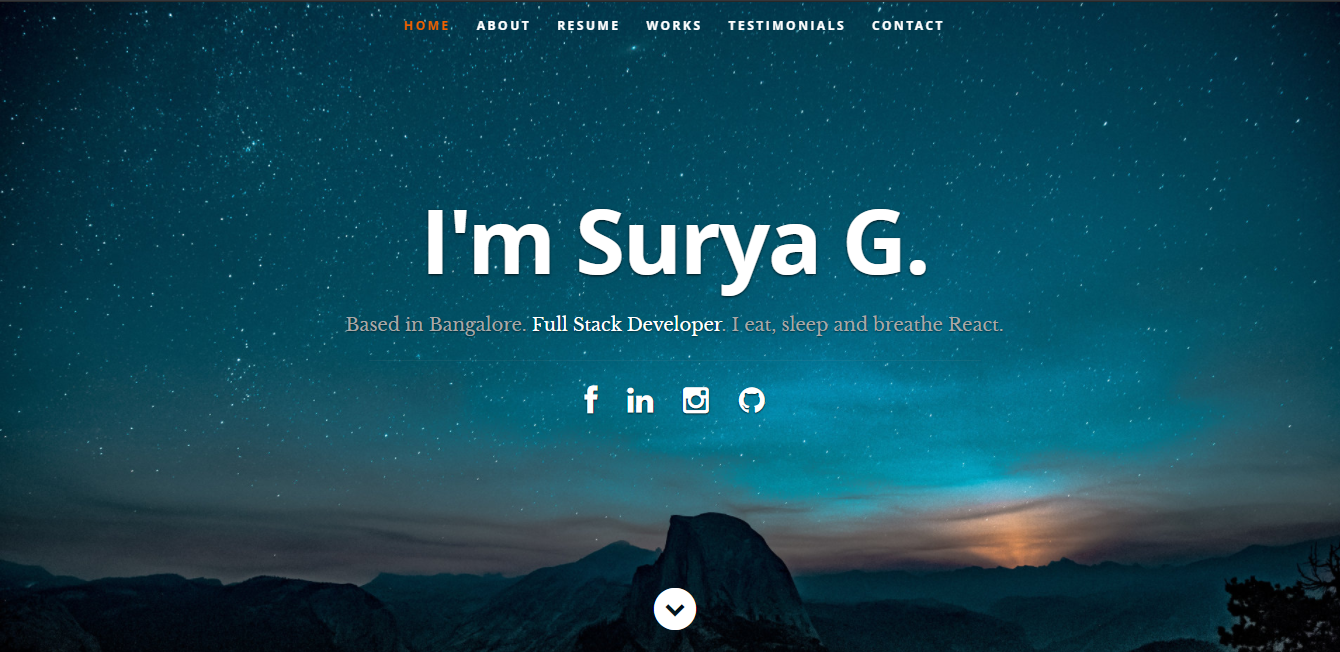 HOME ABOUT RESUME WORKS TESTIMONIALS CONTACT
I'm Surya G.
Based in Bangalore. Full Stack Developer. I eat, sleep and breathe React.